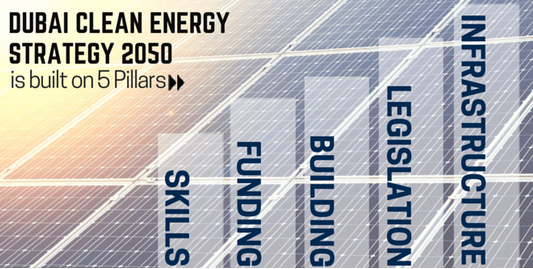 DUBAI CLEAN ENERGY
STRATEGY 2050
is built on 5 Pillars
SKILLS
FUNDING
BUILDING
LEGISLATION
INFRASTRUCTURE